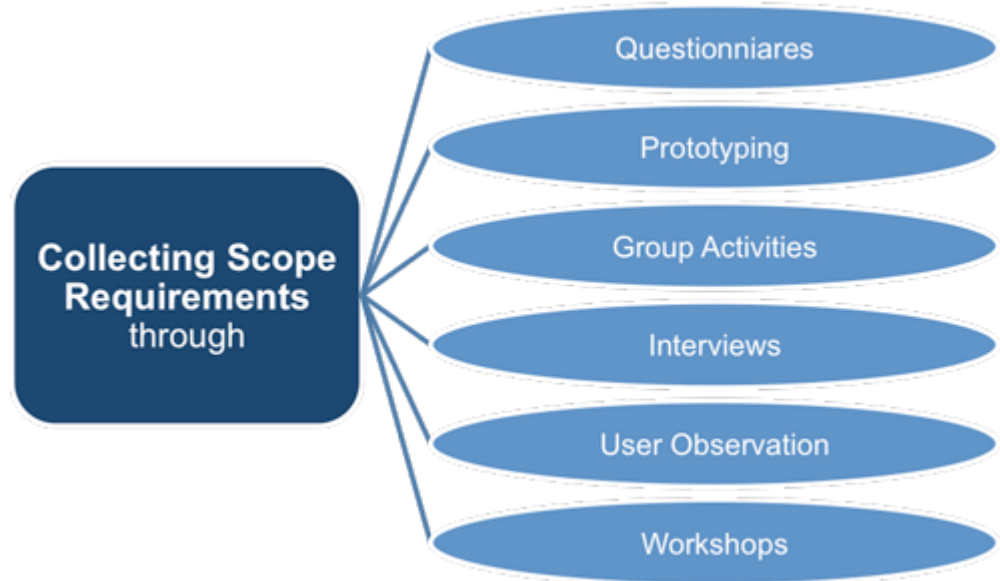 Collecting Scope
Requirements
through
Questionniares
Prototyping
Group Activities
Interviews
User Observation
Workshops